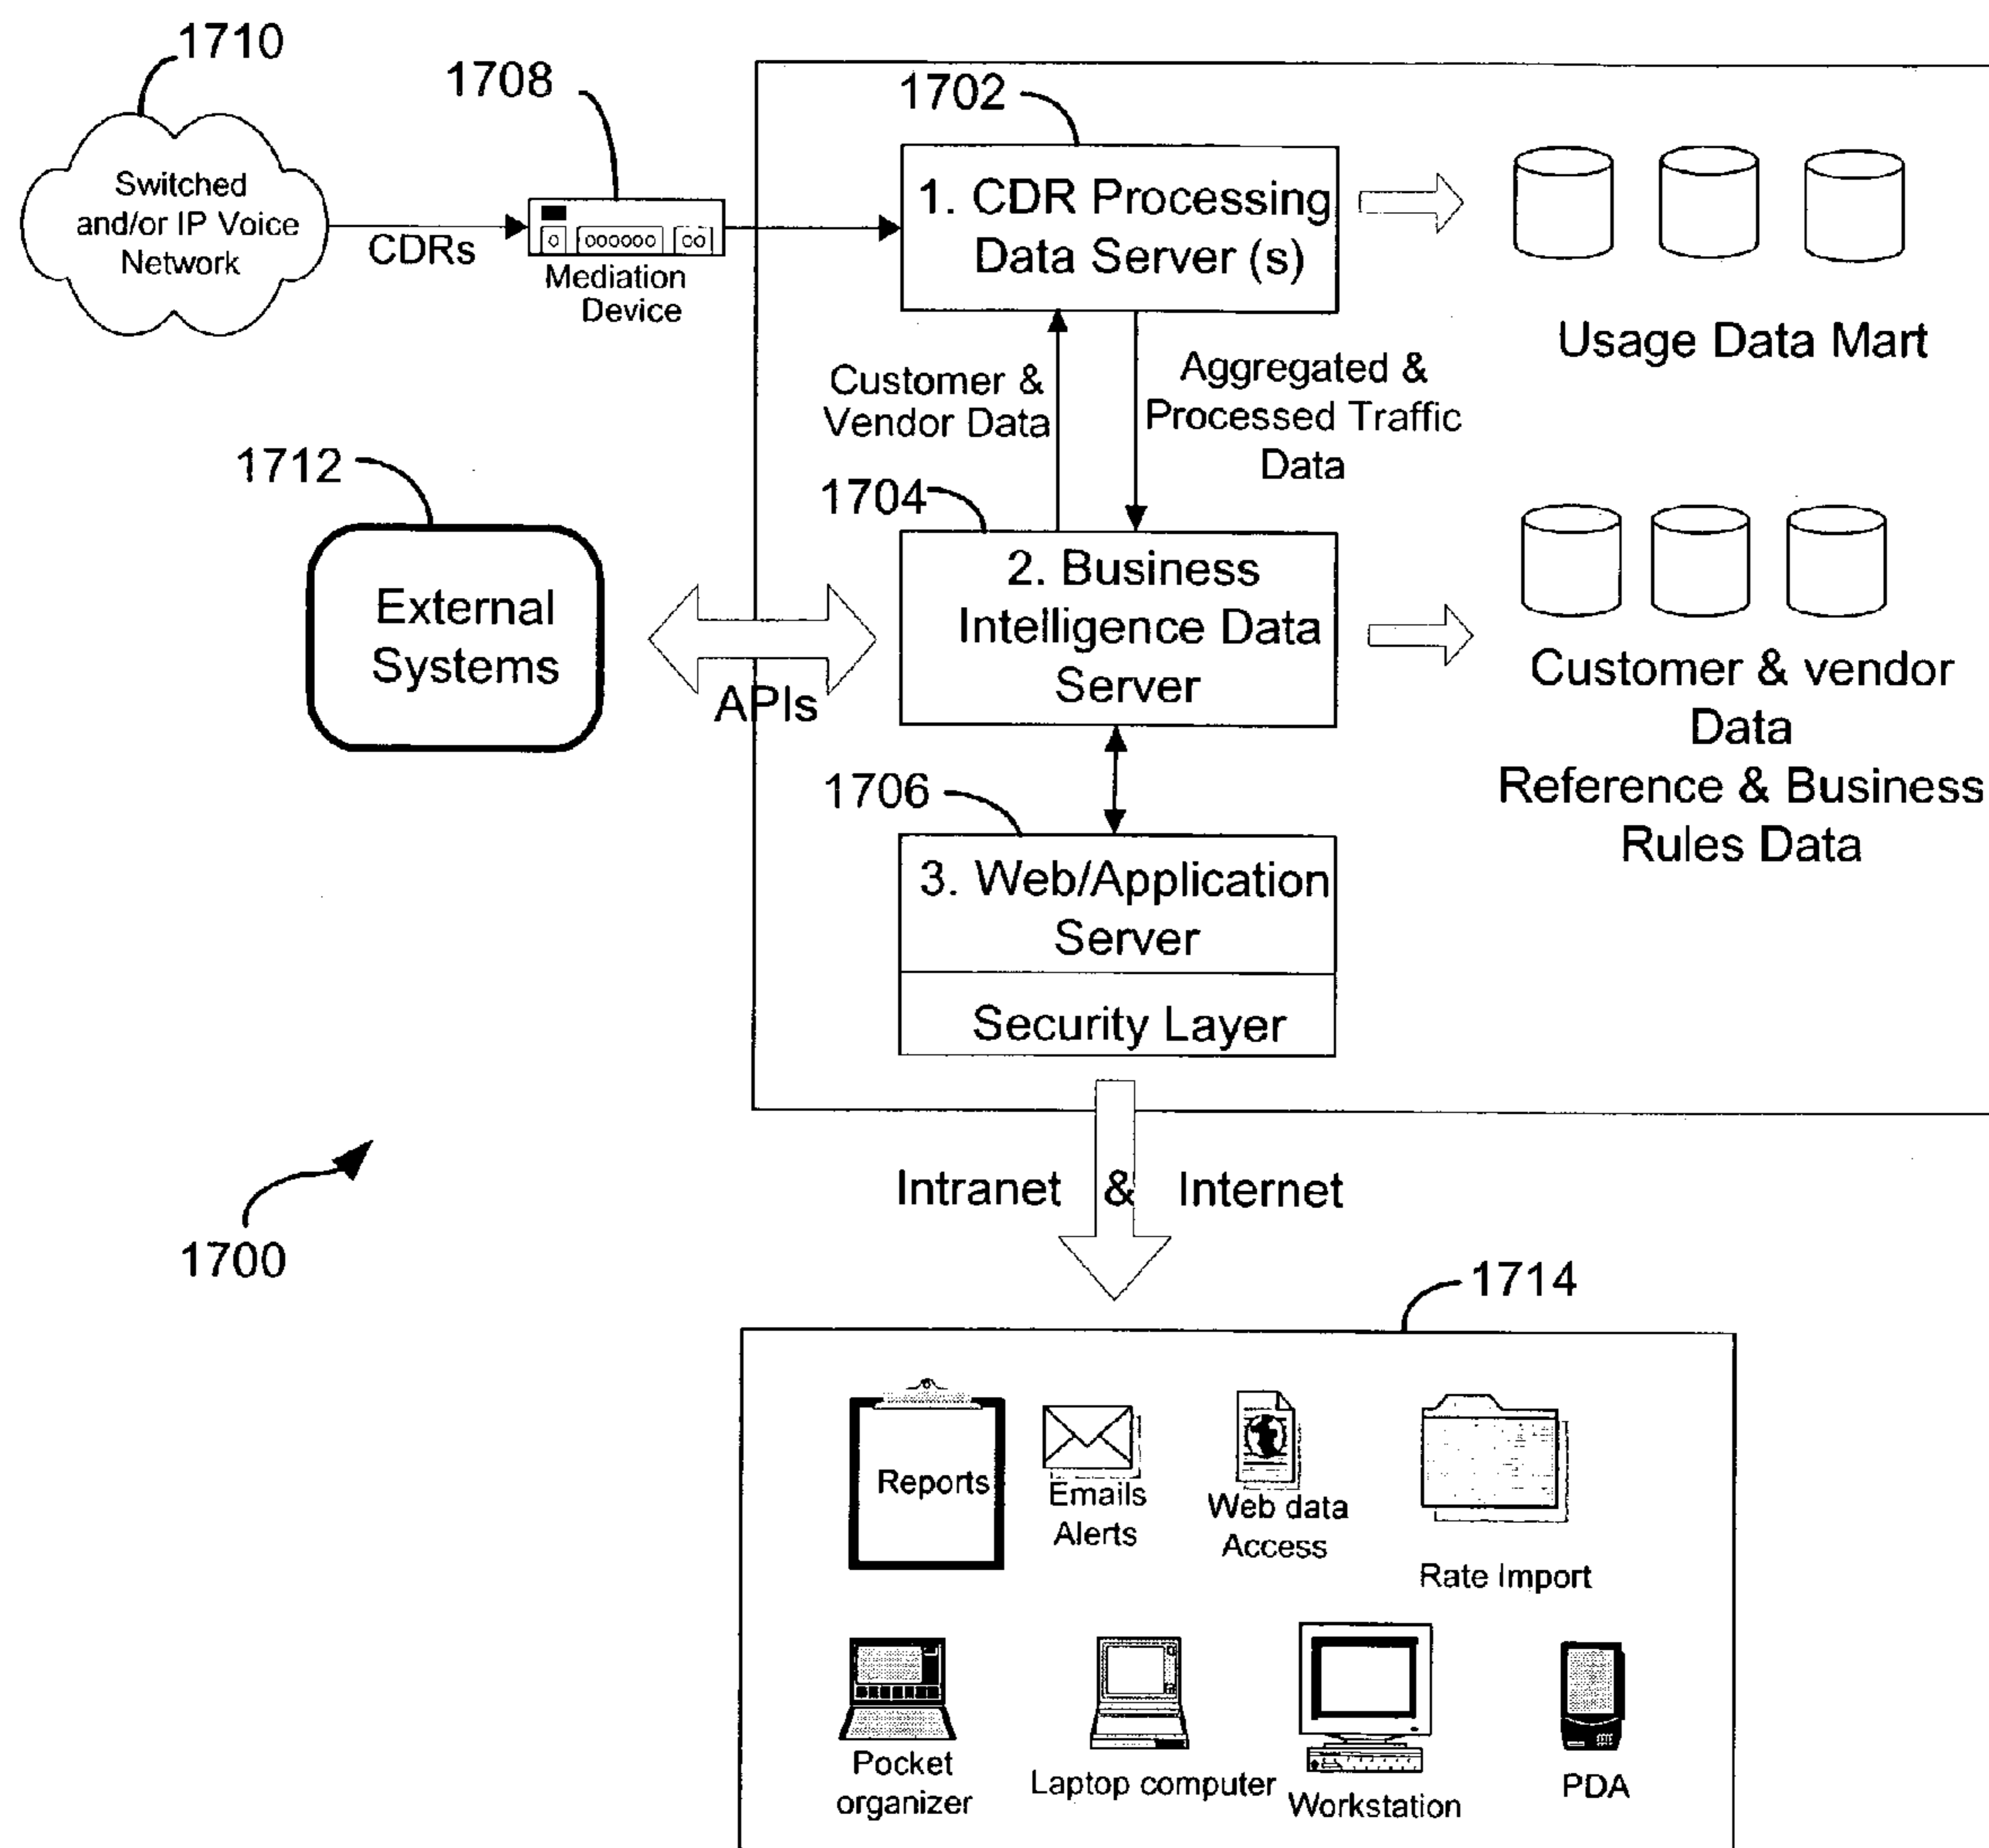 1710
1708
1702
Switched
and/or IP Voice
Network
CDRs
Mediation
Device
1. CDR Processing
Data Server (s)
Usage Data Mart
Customer &
Vendor Data
Aggregated &
Processed Traffic
Data
1712
1704
External
Systems
APIs
2. Business
Intelligence Data
Server
Customer & vendor
Data
Reference & Business
Rules Data
1706
3. Web/Application
Server
Security Layer
Intranet & Internet
1700
1714
Reports
Emails
Alerts
Web data
Access
Rate Import
Pocket
organizer
Laptop computer
Workstation
PDA